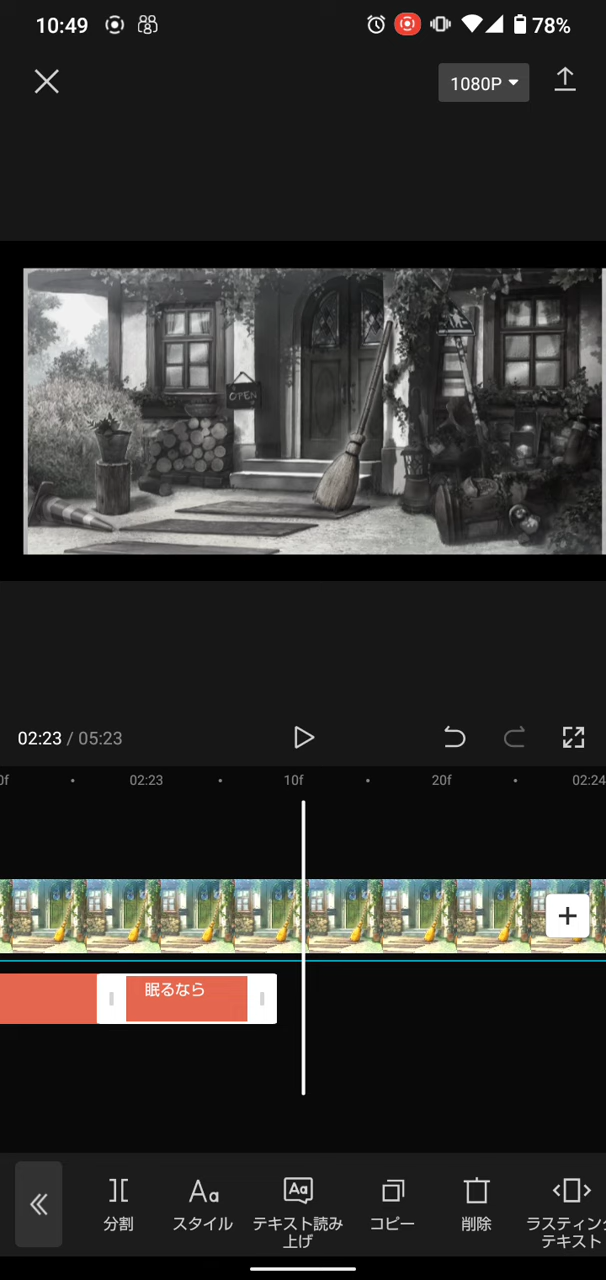 10:49
78%
1080P
OPEN
02:23 / 05:23
0f
02:23
10f
20f
02:24
眠るなら
分割
スタイル
テキスト読み
上げ
コピー
削除
ラスティング
テキスト